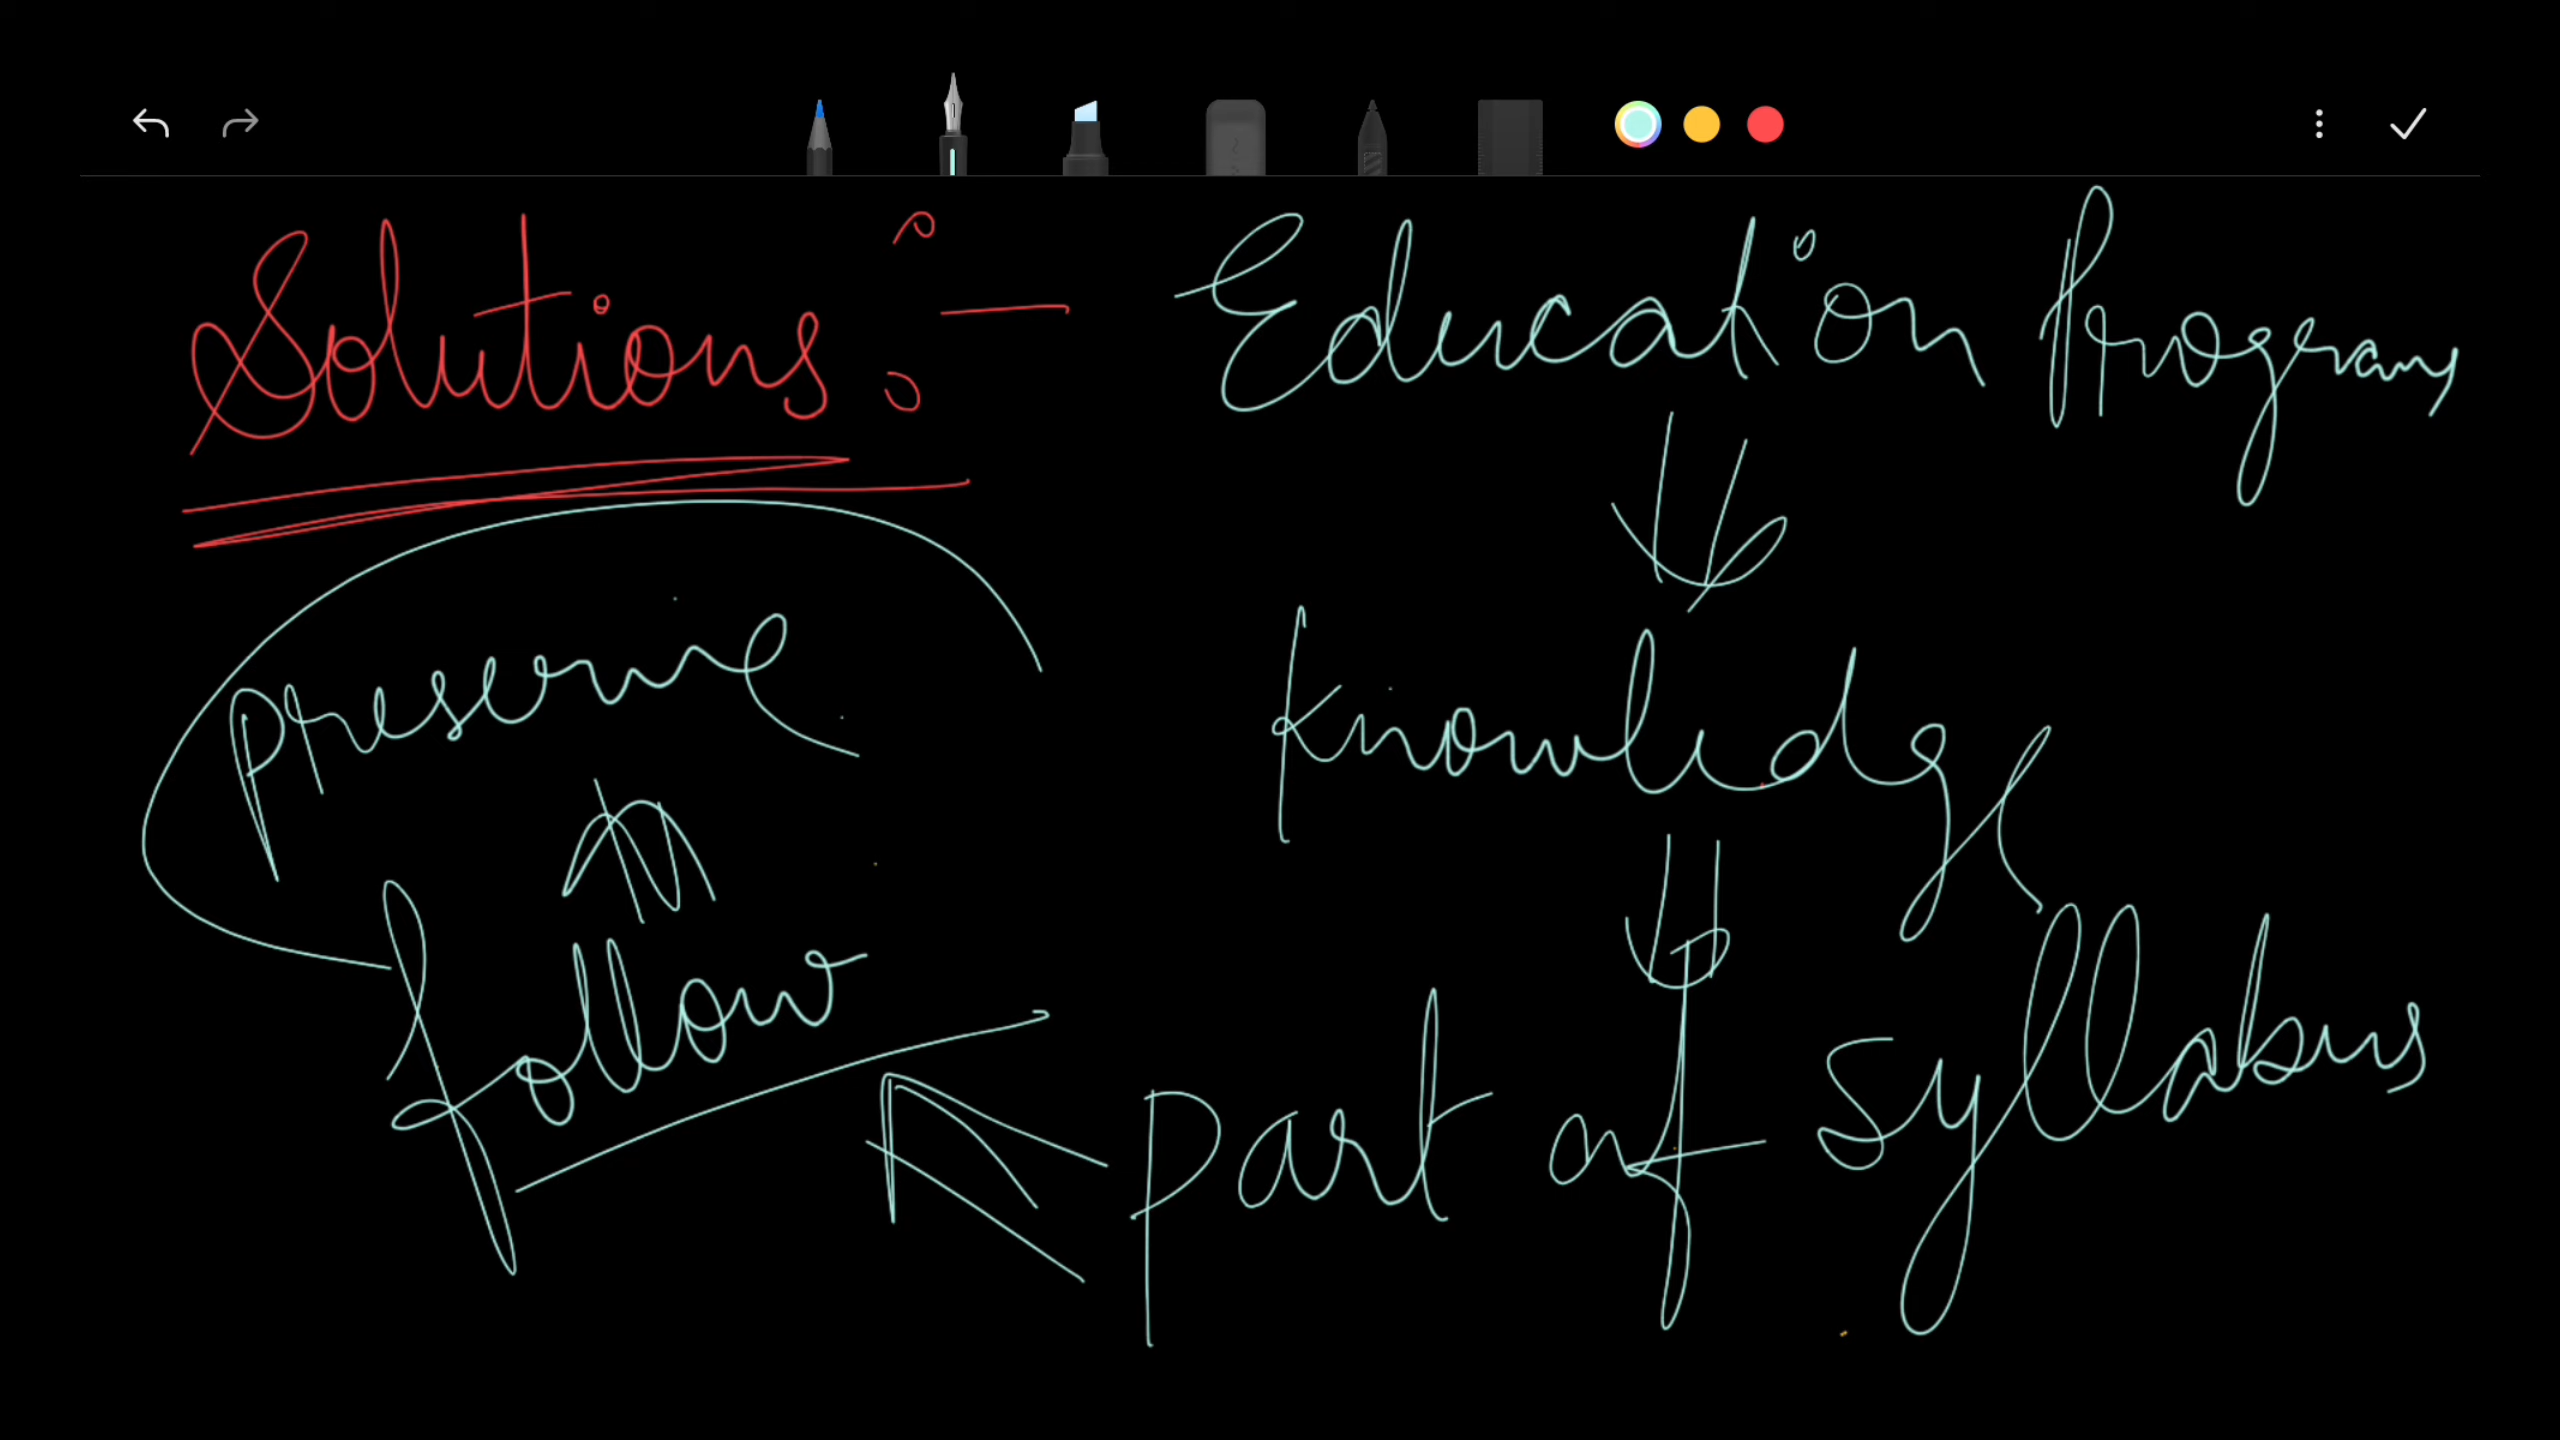 Solutions :- Education Program
Knowledge
part of syllabus
follow
preserve